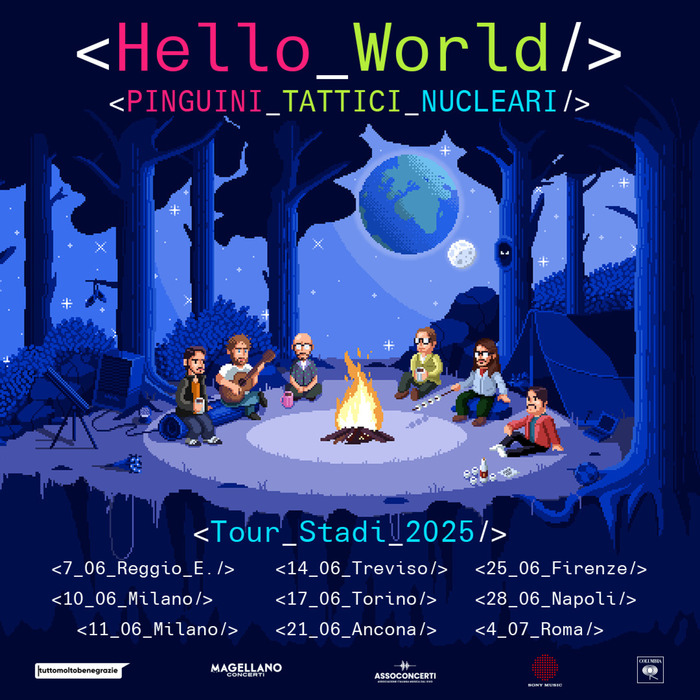 <Hello_World/>
<PINGUINI_TATTICI_NUCLEARI/>
<Tour_Stadi_2025/>
<7_06_Reggio_E./>
<14_06_Treviso/>
<25_06_Firenze/>
<10_06_Milano/>
<17_06_Torino/>
<28_06_Napoli/>
<11_06_Milano/>
<21_06_Ancona/>
<4_07_Roma/>
tuttomoltobenegrazie
MAGELLANO
CONCERTI
ASSOCONCERTI
SONY MUSIC
COLUMBIA